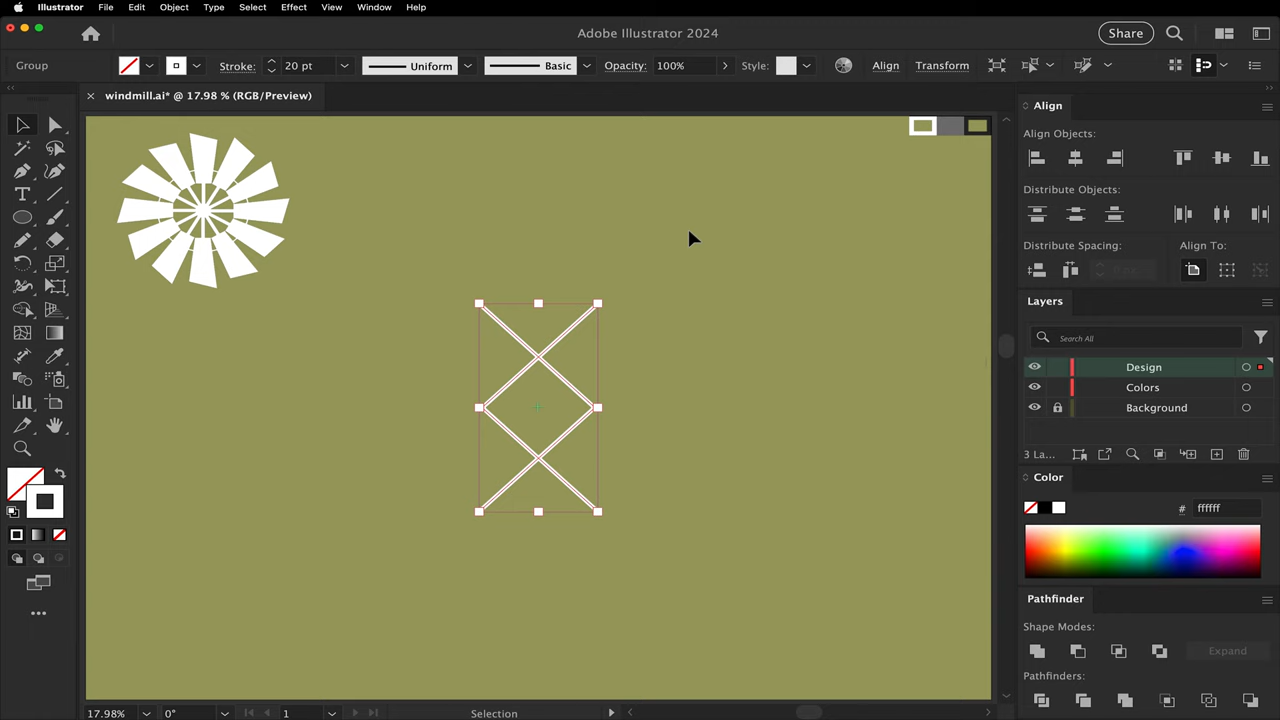 Illustrator File Edit Object Type Select Effect View Window Help
Adobe Illustrator 2024
Share
Group
Stroke:
20 pt
Uniform
Basic
Opacity:
100%
Style:
Align
Transform
windmill.ai* @ 17.98 % (RGB/Preview)
Align
Align Objects:
Distribute Objects:
Distribute Spacing:
Align To:
0 px
Layers
Search All
Design
Colors
Background
3 La...
Color
# ffffff
Pathfinder
Shape Modes:
Expand
Pathfinders:
17.98%
0°
1
Selection